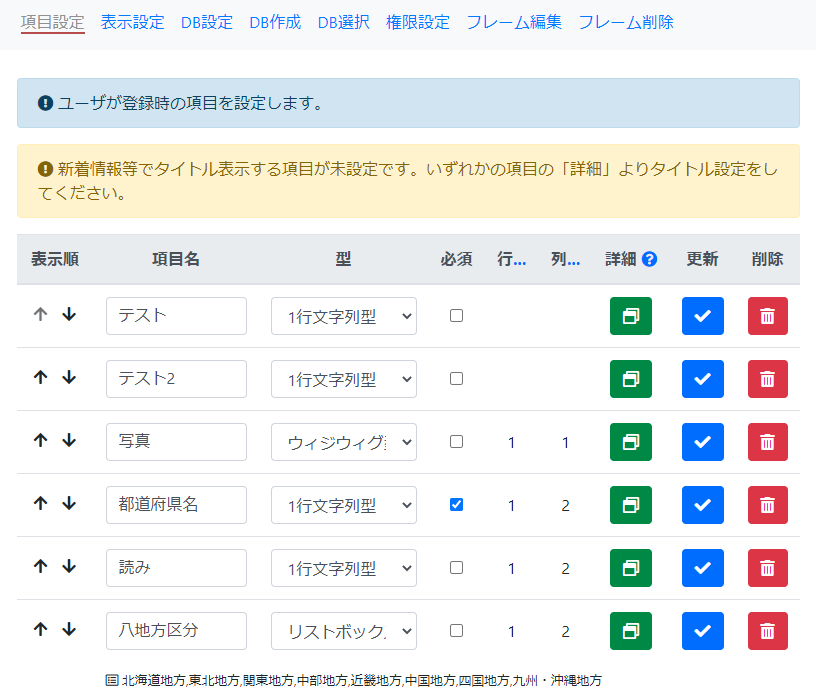 項目設定 表示設定 DB設定 DB作成 DB選択 権限設定 フレーム編集 フレーム削除
ユーザが登録時の項目を設定します。
新着情報等でタイトル表示する項目が未設定です。いずれかの項目の「詳細」よりタイトル設定をし
てください。
表示順 項目名 型 必須 行... 列... 詳細 更新 削除
テスト 1行文字列型
テスト2 1行文字列型
写真 ウィジウィグ 1 1
都道府県名 1行文字列型 1 2
読み 1行文字列型 1 2
八地方区分 リストボック 1 2
北海道地方,東北地方,関東地方,中部地方,近畿地方,中国地方,四国地方,九州・沖縄地方